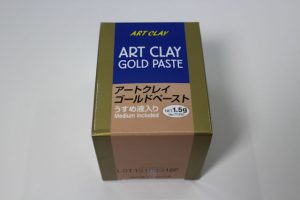 ART CLAY
ART CLAY
GOLD PASTE
アートクレイ
ゴールドペースト
うすめ液入り
Medium Included
NET 1.5g